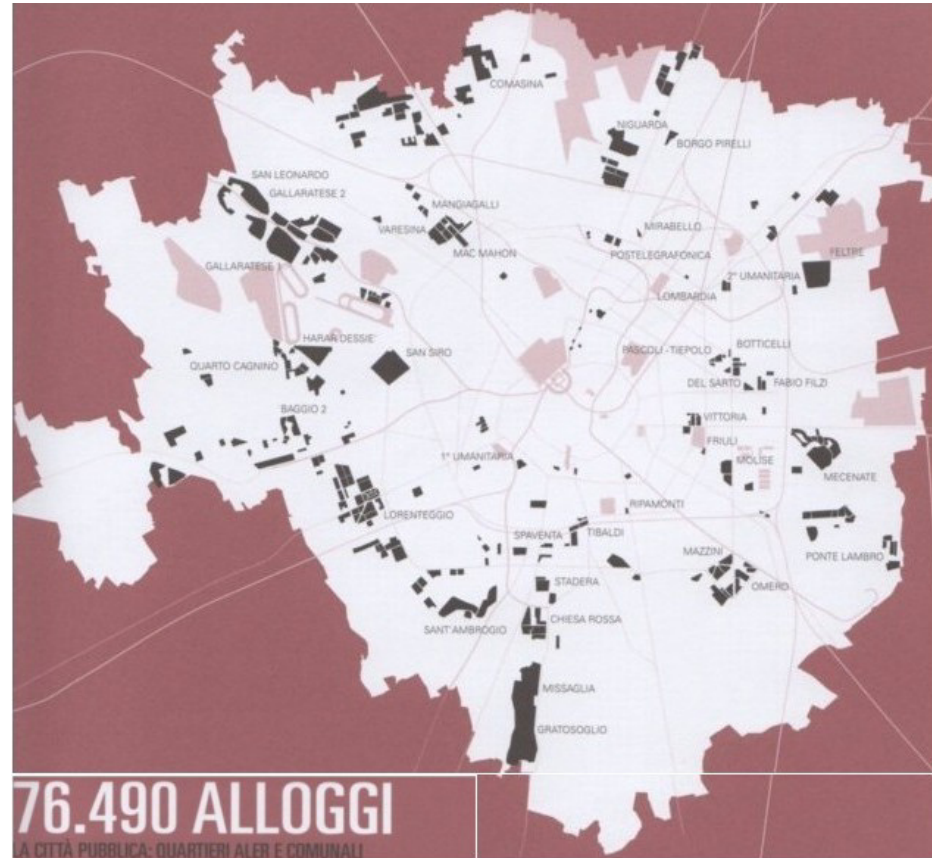 COMASINA
NIGUARDA
BORGO PIRELLI
SAN LEONARDO
GALLARATESE 2
MANGIAGALLI
VARESINA
MIRABELLO
MAC MAHON
POSTELEGRAFONICA
FELTRE
GALLARATESE 1
2° UMANITARIA
LOMBARDIA
HARAR DESSIE'
BOTTICELLI
SAN SIRO
PASCOLI - TIEPOLO
QUARTO CAGNINO
DEL SARTO
FABIO FILZI
BAGGIO 2
VITTORIA
FRIULI
1° UMANITARIA
MOLISE
MECENATE
RIPAMONTI
LORENTEGGIO
SPAVENTA
TIBALDI
MAZZINI
PONTE LAMBRO
STADERA
OMERO
CHIESA ROSSA
SANT'AMBROGIO
MISSAGLIA
GRATOSOGLIO
76.490 ALLOGGI
LA CITTÀ PUBBLICA: QUARTIERI ALER E COMUNALI